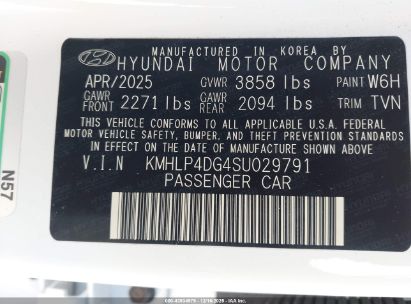 MANUFACTURED IN KOREA BY
HYUNDAI MOTOR COMPANY
APR/2025 GVWR 3858 lbs PAINT W6H
GAWR FRONT 2271 lbs GAWR REAR 2094 lbs TRIM TVN
THIS VEHICLE CONFORMS TO ALL APPLICABLE U.S.A. FEDERAL
MOTOR VEHICLE SAFETY, BUMPER, AND THEFT PREVENTION STANDARDS
IN EFFECT ON THE DATE OF MANUFACTURE SHOWN ABOVE
V.I.N KMHLP4DG4SU029791
PASSENGER CAR
N57